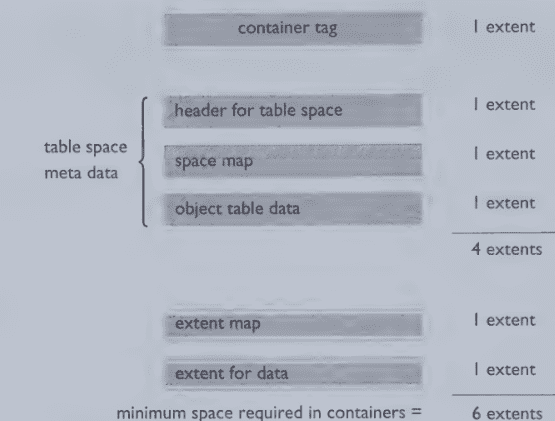 container tag 1 extent
header for table space 1 extent
table space
meta data
space map 1 extent
object table data 1 extent
4 extents
extent map 1 extent
extent for data 1 extent
minimum space required in containers = 6 extents